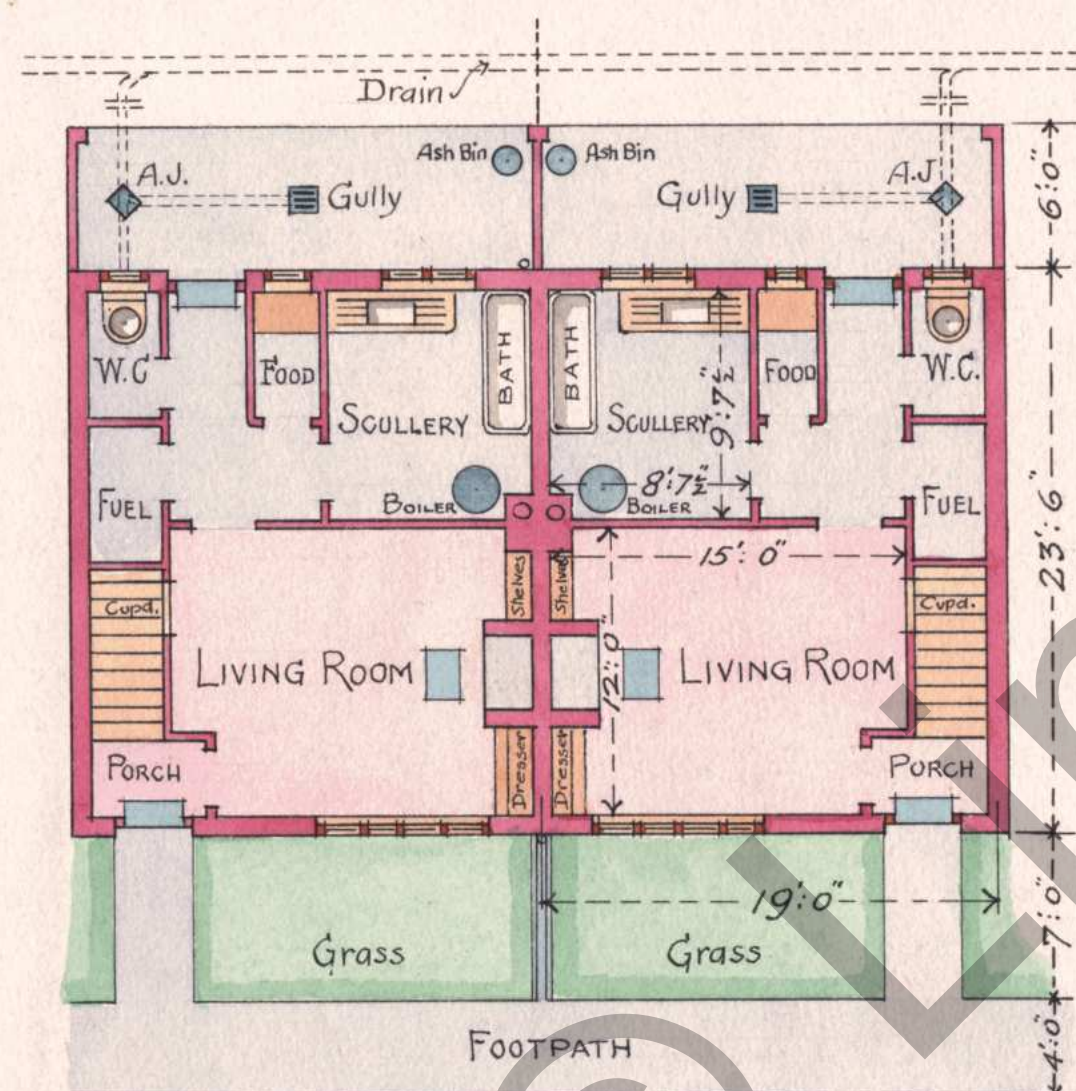 Drain
Ash Bin Ash Bin
A.J. Gully Gully A.J
6'.0"
W.C FOOD BATH BATH FOOD W.C.
SCULLERY SCULLERY
9'.7½"
8'.7½"
FUEL BOILER BOILER FUEL
15'.0"
23'.6"
Shelves Shelves
Cupd. Cupd.
12'.0"
LIVING ROOM LIVING ROOM
PORCH Dresser Dresser PORCH
19'.0"
7'.0"
Grass Grass
4'.0"
FOOTPATH